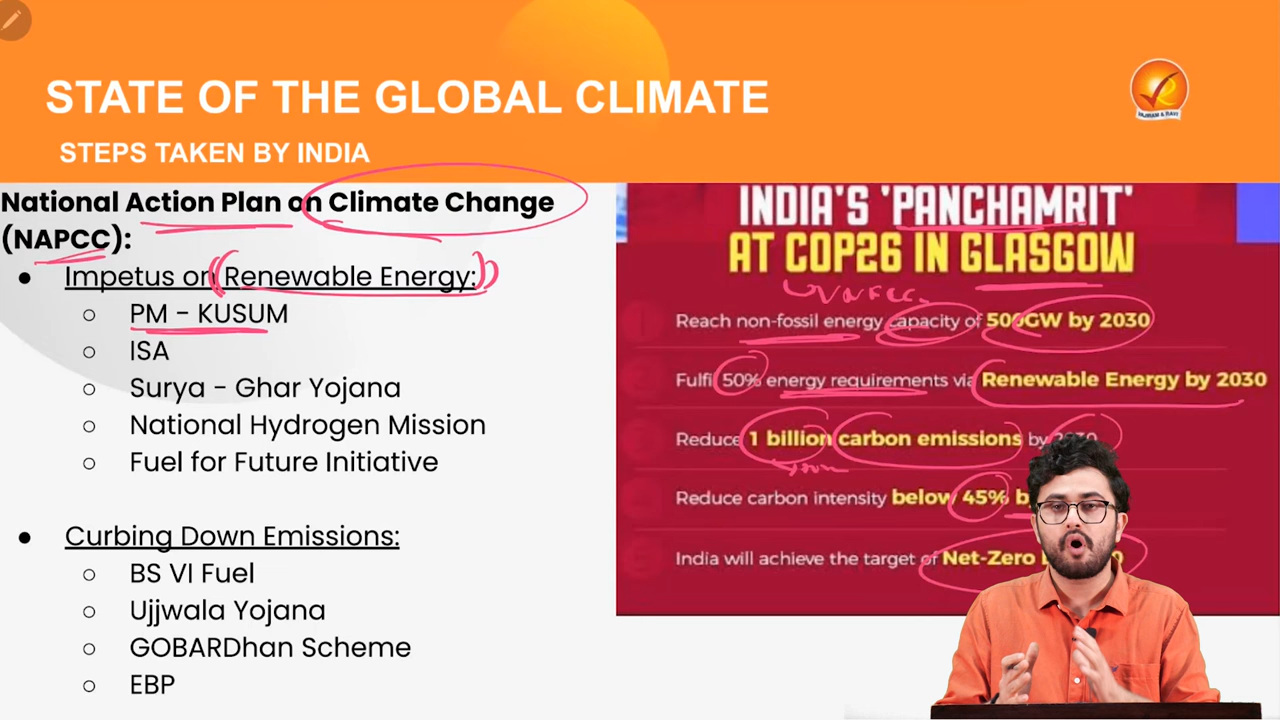 STATE OF THE GLOBAL CLIMATE
STEPS TAKEN BY INDIA
National Action Plan on Climate Change
(NAPCC):
● Impetus on Renewable Energy:
○ PM - KUSUM
○ ISA
○ Surya - Ghar Yojana
○ National Hydrogen Mission
○ Fuel for Future Initiative
● Curbing Down Emissions:
○ BS VI Fuel
○ Ujjwala Yojana
○ GOBARDhan Scheme
○ EBP
INDIA'S 'PANCHAMRIT'
AT COP26 IN GLASGOW
UNFCC
Reach non-fossil energy capacity of 500GW by 2030
Fulfil 50% energy requirements via Renewable Energy by 2030
Reduce 1 billion carbon emissions by 2030
Reduce carbon intensity below 45%
India will achieve the target of Net-Zero